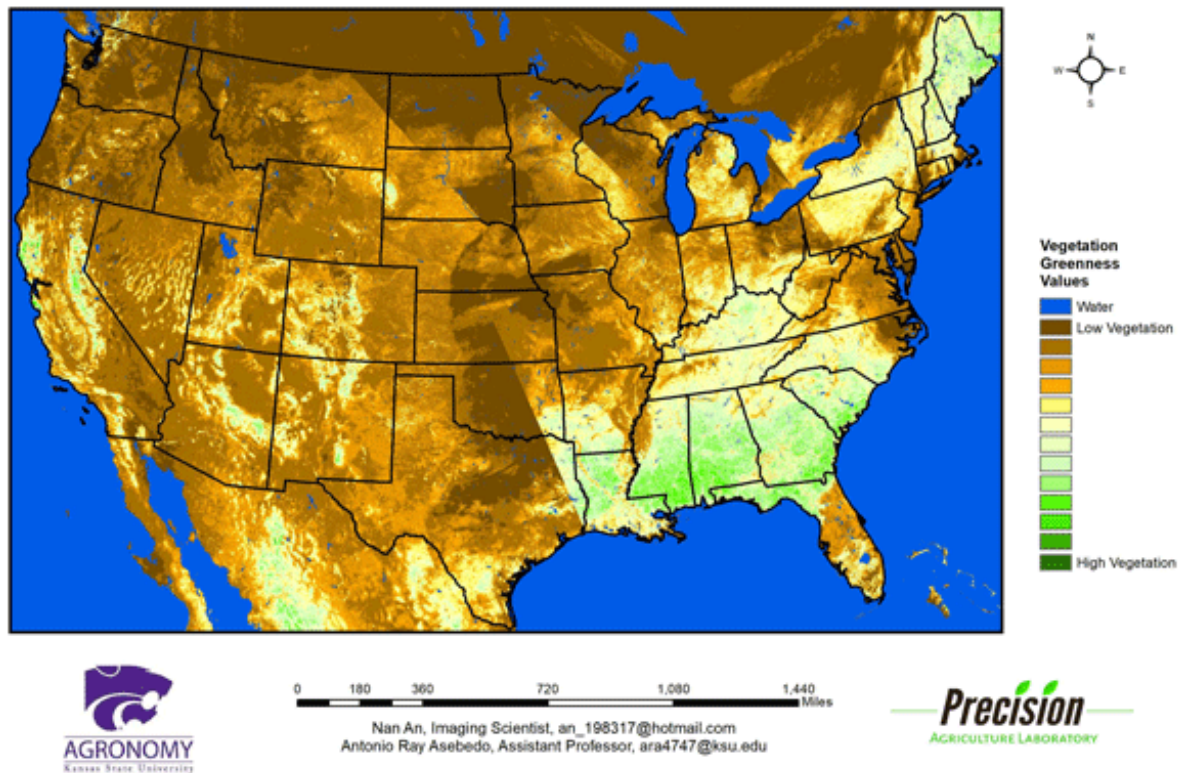 N
W E
S
Vegetation
Greenness
Values
Water
Low Vegetation
High Vegetation
0 180 360 720 1,080 1,440
Miles
Nan An, Imaging Scientist, an_198317@hotmail.com
Antonio Ray Asebedo, Assistant Professor, ara4747@ksu.edu
AGRONOMY
Kansas State University
Precision
AGRICULTURE LABORATORY